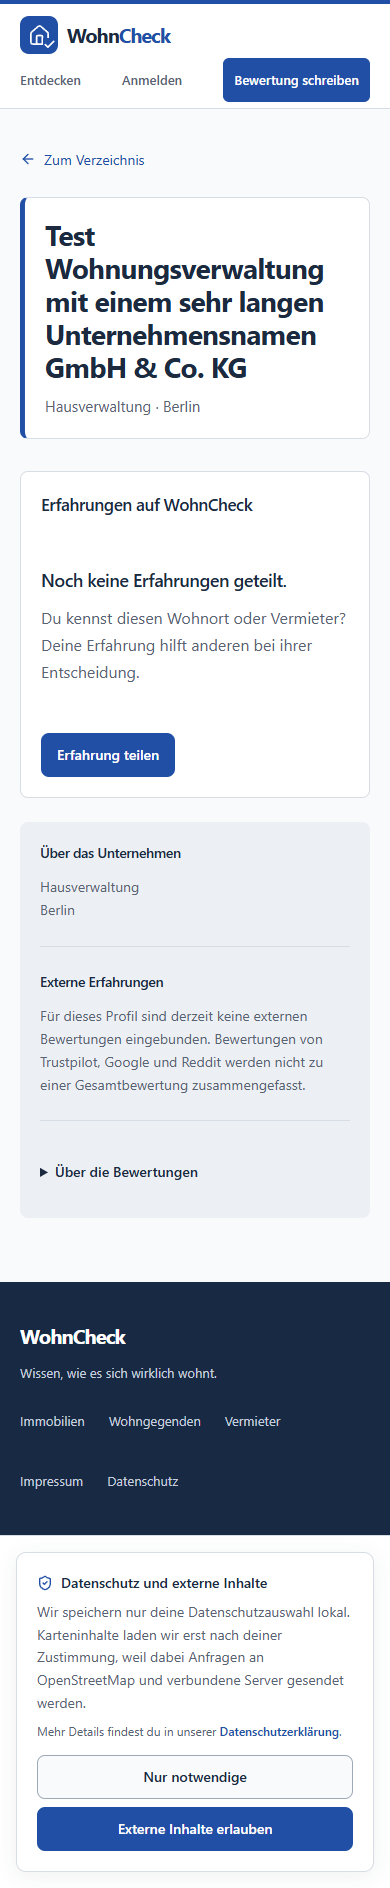 WohnCheck
Entdecken Anmelden Bewertung schreiben
Zum Verzeichnis
Test
Wohnungsverwaltung
mit einem sehr langen
Unternehmensnamen
GmbH & Co. KG
Hausverwaltung · Berlin
Erfahrungen auf WohnCheck
Noch keine Erfahrungen geteilt.
Du kennst diesen Wohnort oder Vermieter?
Deine Erfahrung hilft anderen bei ihrer
Entscheidung.
Erfahrung teilen
Über das Unternehmen
Hausverwaltung
Berlin
Externe Erfahrungen
Für dieses Profil sind derzeit keine externen
Bewertungen eingebunden. Bewertungen von
Trustpilot, Google und Reddit werden nicht zu
einer Gesamtbewertung zusammengefasst.
Über die Bewertungen
WohnCheck
Wissen, wie es sich wirklich wohnt.
Immobilien Wohngegenden Vermieter
Impressum Datenschutz
Datenschutz und externe Inhalte
Wir speichern nur deine Datenschutzauswahl lokal.
Karteninhalte laden wir erst nach deiner
Zustimmung, weil dabei Anfragen an
OpenStreetMap und verbundene Server gesendet
werden.
Mehr Details findest du in unserer Datenschutzerklärung.
Nur notwendige
Externe Inhalte erlauben